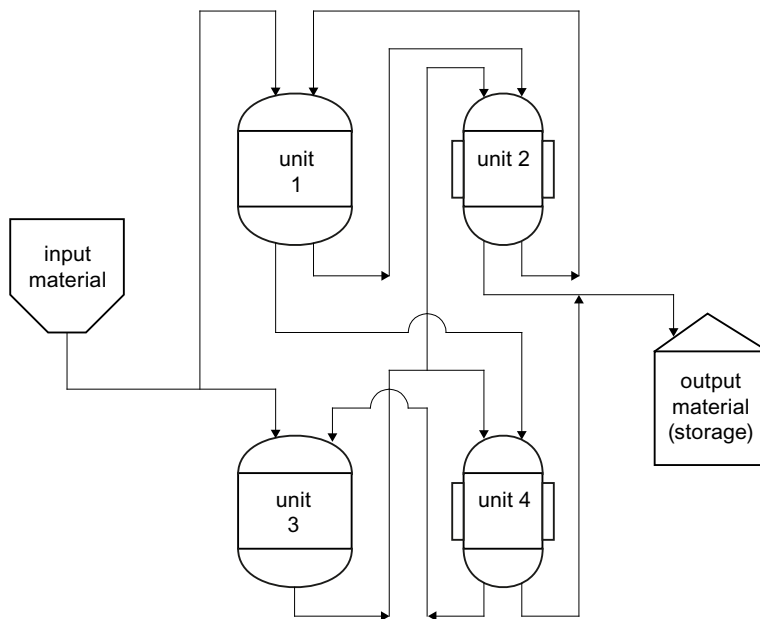 unit
1
unit 2
input
material
output
material
(storage)
unit
3
unit 4